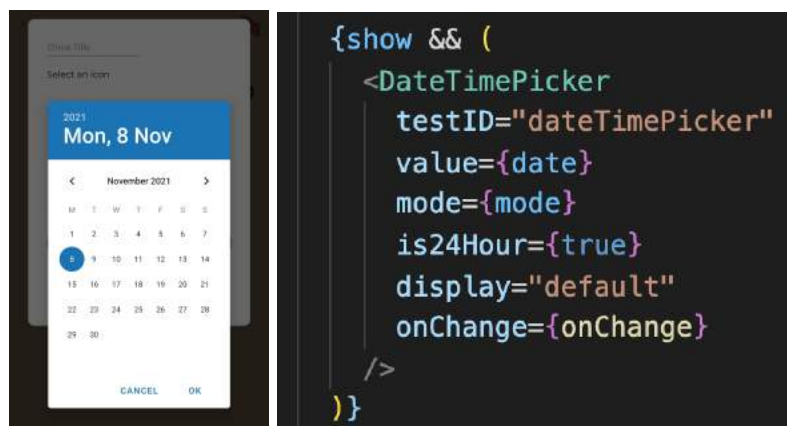 Chore Title
Select an icon
2021
Mon, 8 Nov
< November 2021 >
M T W T F S S
1 2 3 4 5 6 7
8 9 10 11 12 13 14
15 16 17 18 19 20 21
22 23 24 25 26 27 28
29 30
CANCEL OK
{show && (
<DateTimePicker
testID="dateTimePicker"
value={date}
mode={mode}
is24Hour={true}
display="default"
onChange={onChange}
/>
)}